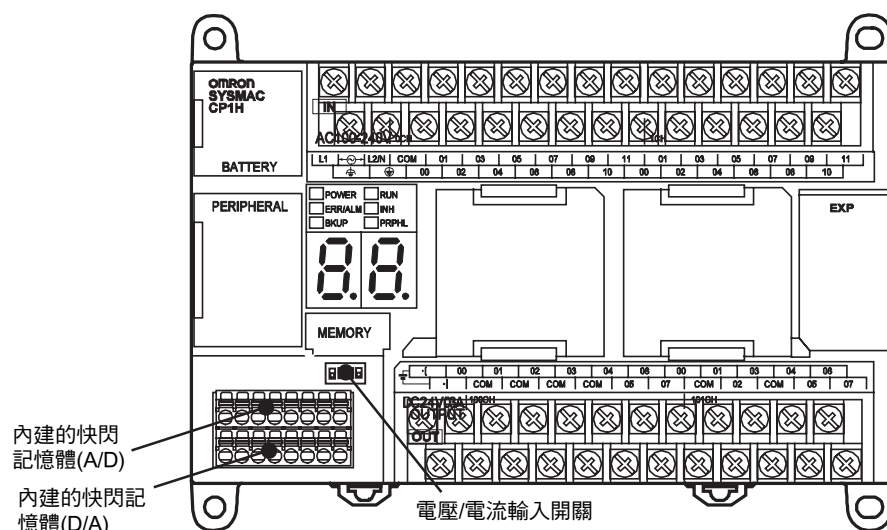 OMRON
SYSMAC
CP1H
IN
AC100-240V 0CH 1CH
L1 L2/N COM 01 03 05 07 09 11 01 03 05 07 09 11
00 02 04 06 08 10 00 02 04 06 08 10
BATTERY
PERIPHERAL
POWER RUN
ERR/ALM INH
BKUP PRPHL
EXP
8.8.
MEMORY
00 01 02 03 04 06 00 01 03 04 06
COM COM COM COM 05 07 COM 02 COM 05 07
100CH 101CH
OUTPUT
OUT
內建的快閃
記憶體(A/D)
內建的快閃記
憶體(D/A)
電壓/電流輸入開關